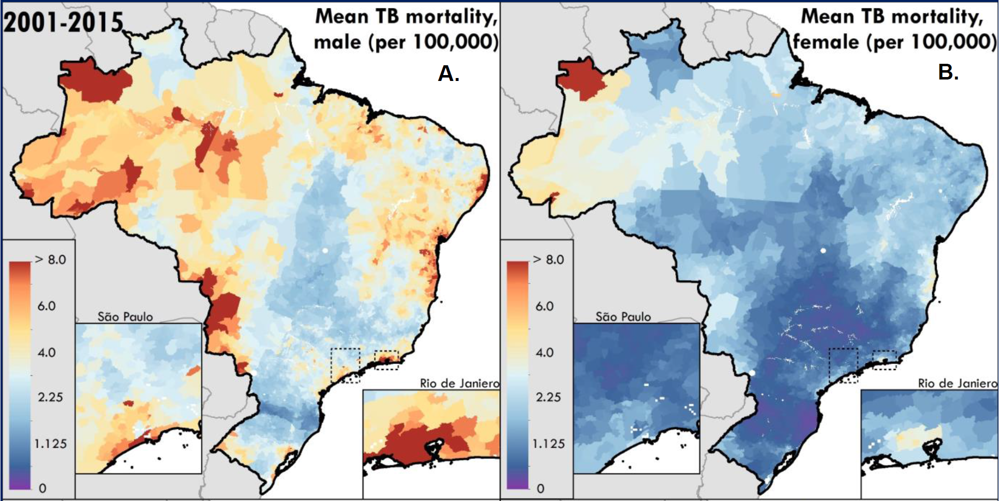 2001-2015
Mean TB mortality,
male (per 100,000)
A.
> 8.0
6.0
4.0
2.25
1.125
0
São Paulo
Rio de Janiero
Mean TB mortality,
female (per 100,000)
B.
> 8.0
6.0
4.0
2.25
1.125
0
São Paulo
Rio de Janiero